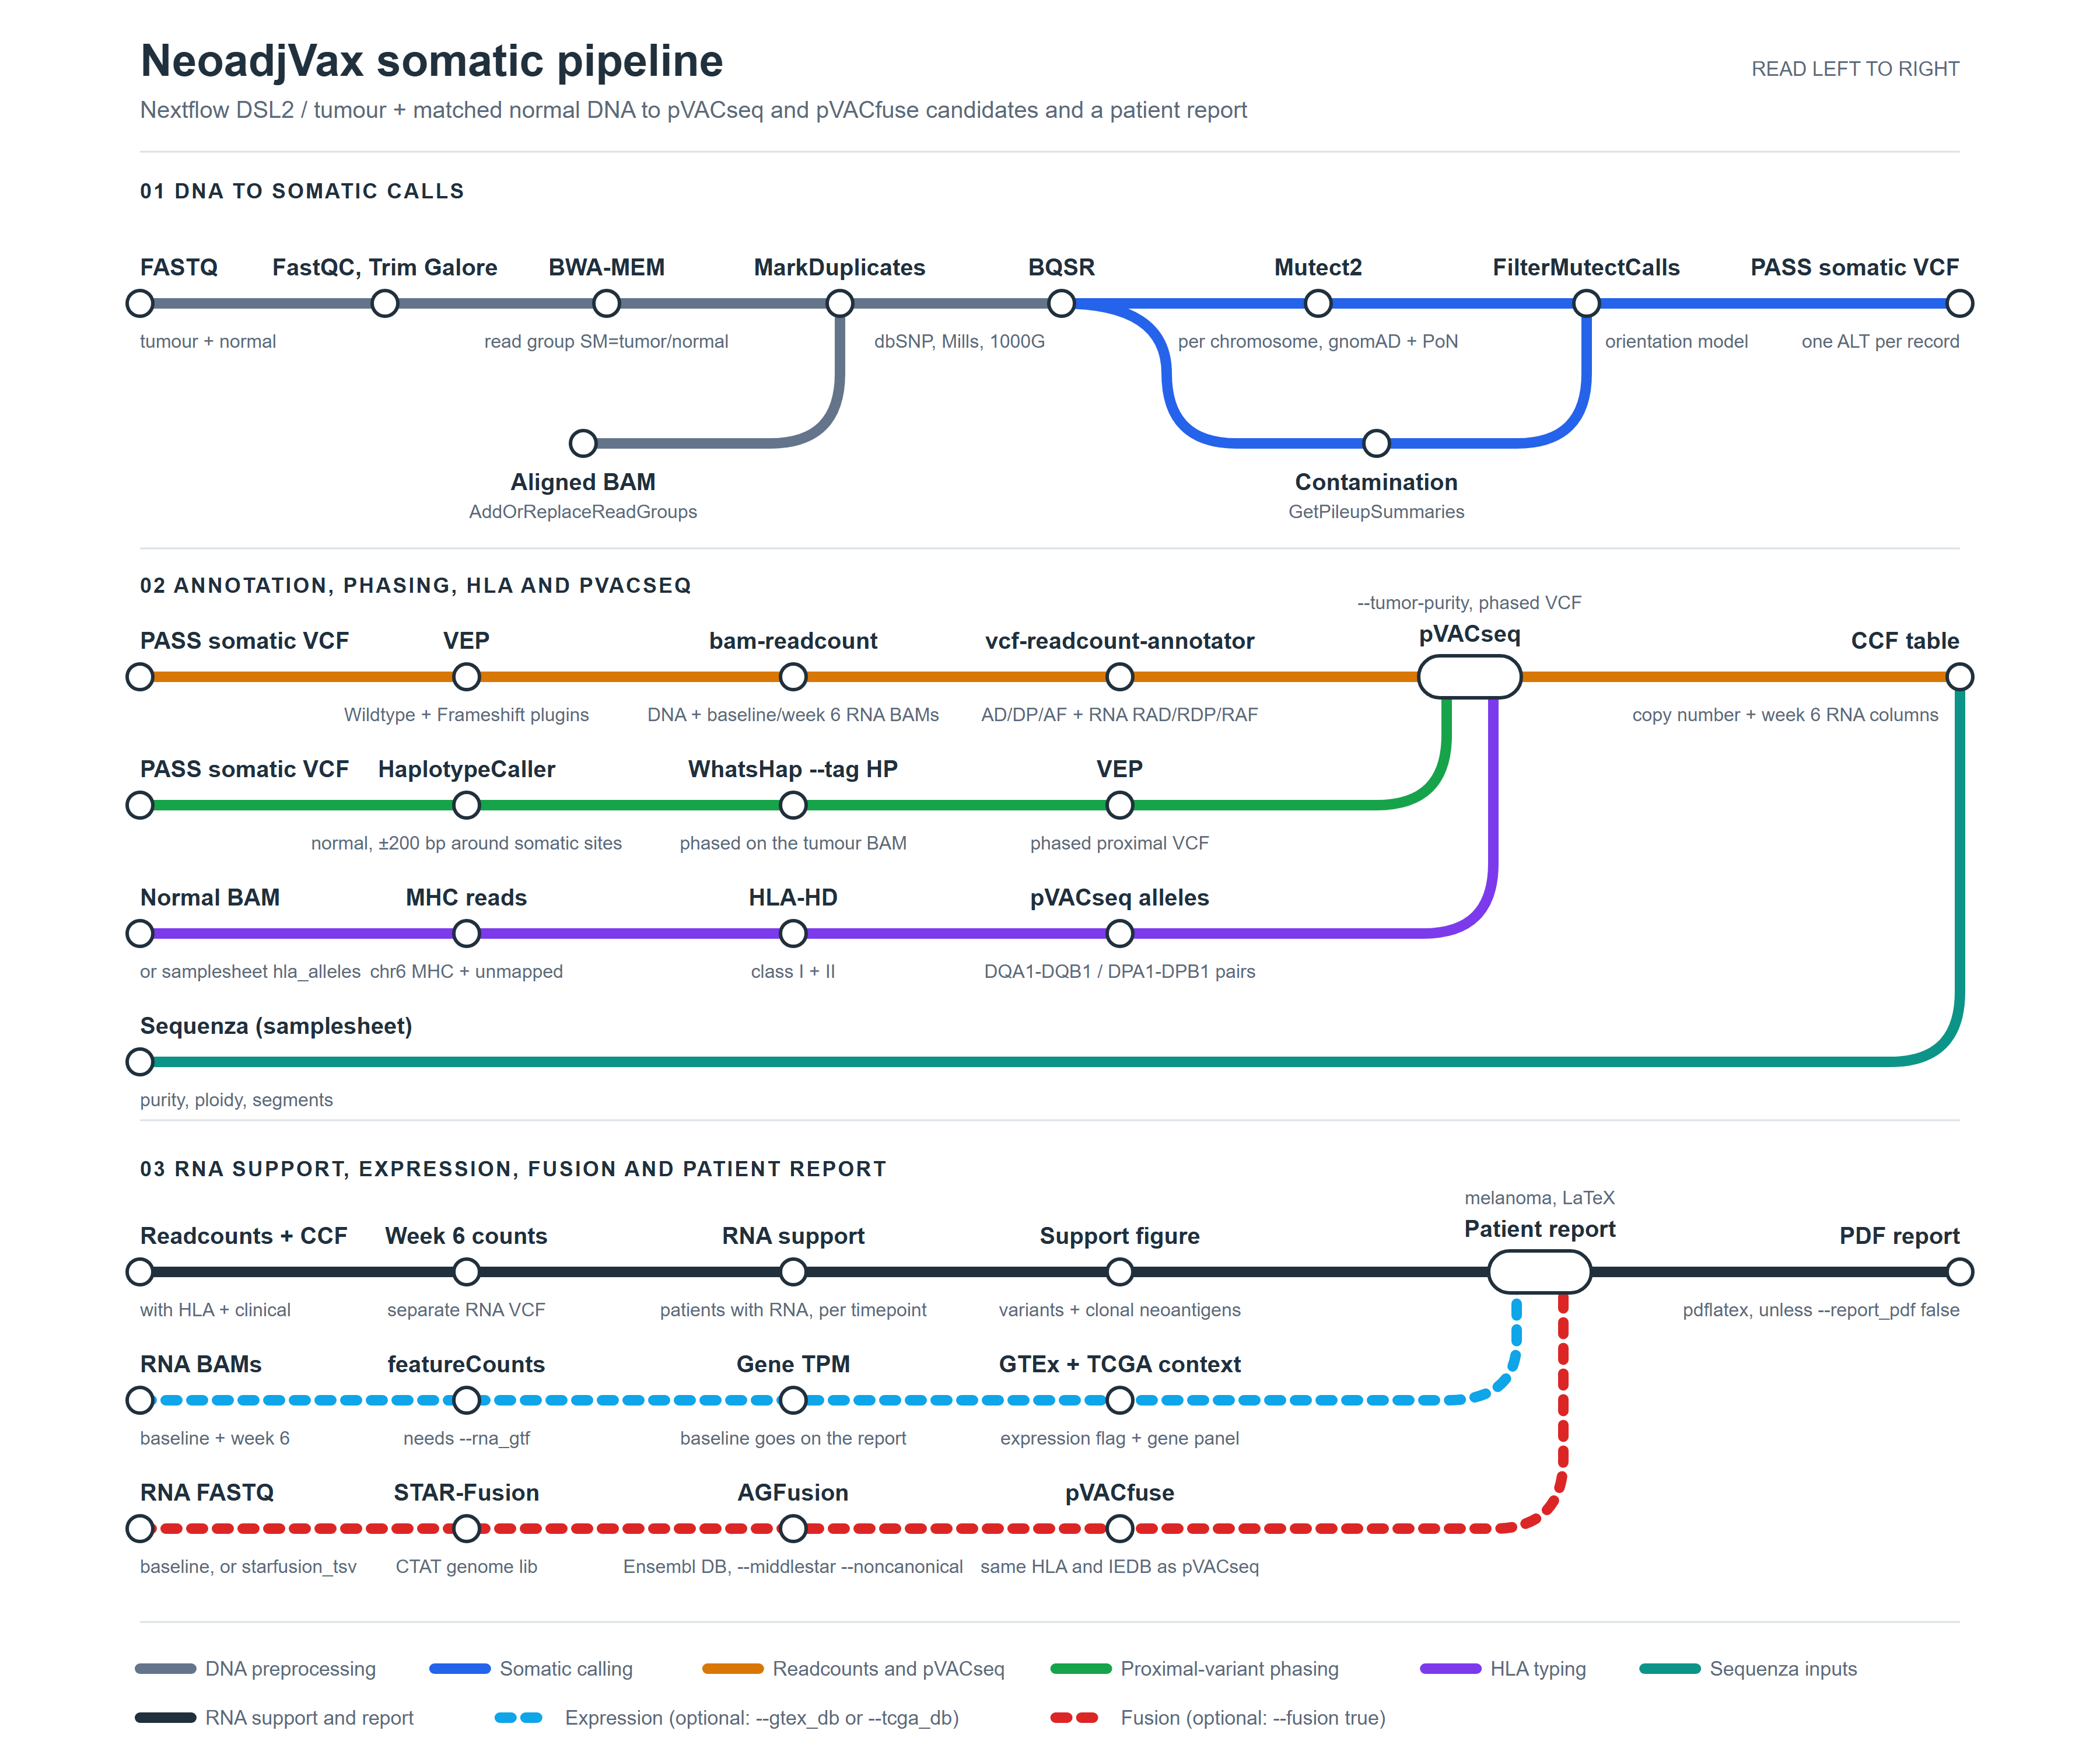 NeoadjVax somatic pipeline
READ LEFT TO RIGHT
Nextflow DSL2 / tumour + matched normal DNA to pVACseq and pVACfuse candidates and a patient report
01 DNA TO SOMATIC CALLS
FASTQ FastQC, Trim Galore BWA-MEM MarkDuplicates BQSR Mutect2 FilterMutectCalls PASS somatic VCF
tumour + normal read group SM=tumor/normal dbSNP, Mills, 1000G per chromosome, gnomAD + PoN orientation model one ALT per record
Aligned BAM Contamination
AddOrReplaceReadGroups GetPileupSummaries
02 ANNOTATION, PHASING, HLA AND PVACSEQ
--tumor-purity, phased VCF
PASS somatic VCF VEP bam-readcount vcf-readcount-annotator pVACseq CCF table
Wildtype + Frameshift plugins DNA + baseline/week 6 RNA BAMs AD/DP/AF + RNA RAD/RDP/RAF copy number + week 6 RNA columns
PASS somatic VCF HaplotypeCaller WhatsHap --tag HP VEP
normal, ±200 bp around somatic sites phased on the tumour BAM phased proximal VCF
Normal BAM MHC reads HLA-HD pVACseq alleles
or samplesheet hla_alleles chr6 MHC + unmapped class I + II DQA1-DQB1 / DPA1-DPB1 pairs
Sequenza (samplesheet)
purity, ploidy, segments
03 RNA SUPPORT, EXPRESSION, FUSION AND PATIENT REPORT
melanoma, LaTeX
Readcounts + CCF Week 6 counts RNA support Support figure Patient report PDF report
with HLA + clinical separate RNA VCF patients with RNA, per timepoint variants + clonal neoantigens pdflatex, unless --report_pdf false
RNA BAMs featureCounts Gene TPM GTEx + TCGA context
baseline + week 6 needs --rna_gtf baseline goes on the report expression flag + gene panel
RNA FASTQ STAR-Fusion AGFusion pVACfuse
baseline, or starfusion_tsv CTAT genome lib Ensembl DB, --middlestar --noncanonical same HLA and IEDB as pVACseq
DNA preprocessing Somatic calling Readcounts and pVACseq Proximal-variant phasing HLA typing Sequenza inputs
RNA support and report Expression (optional: --gtex_db or --tcga_db) Fusion (optional: --fusion true)